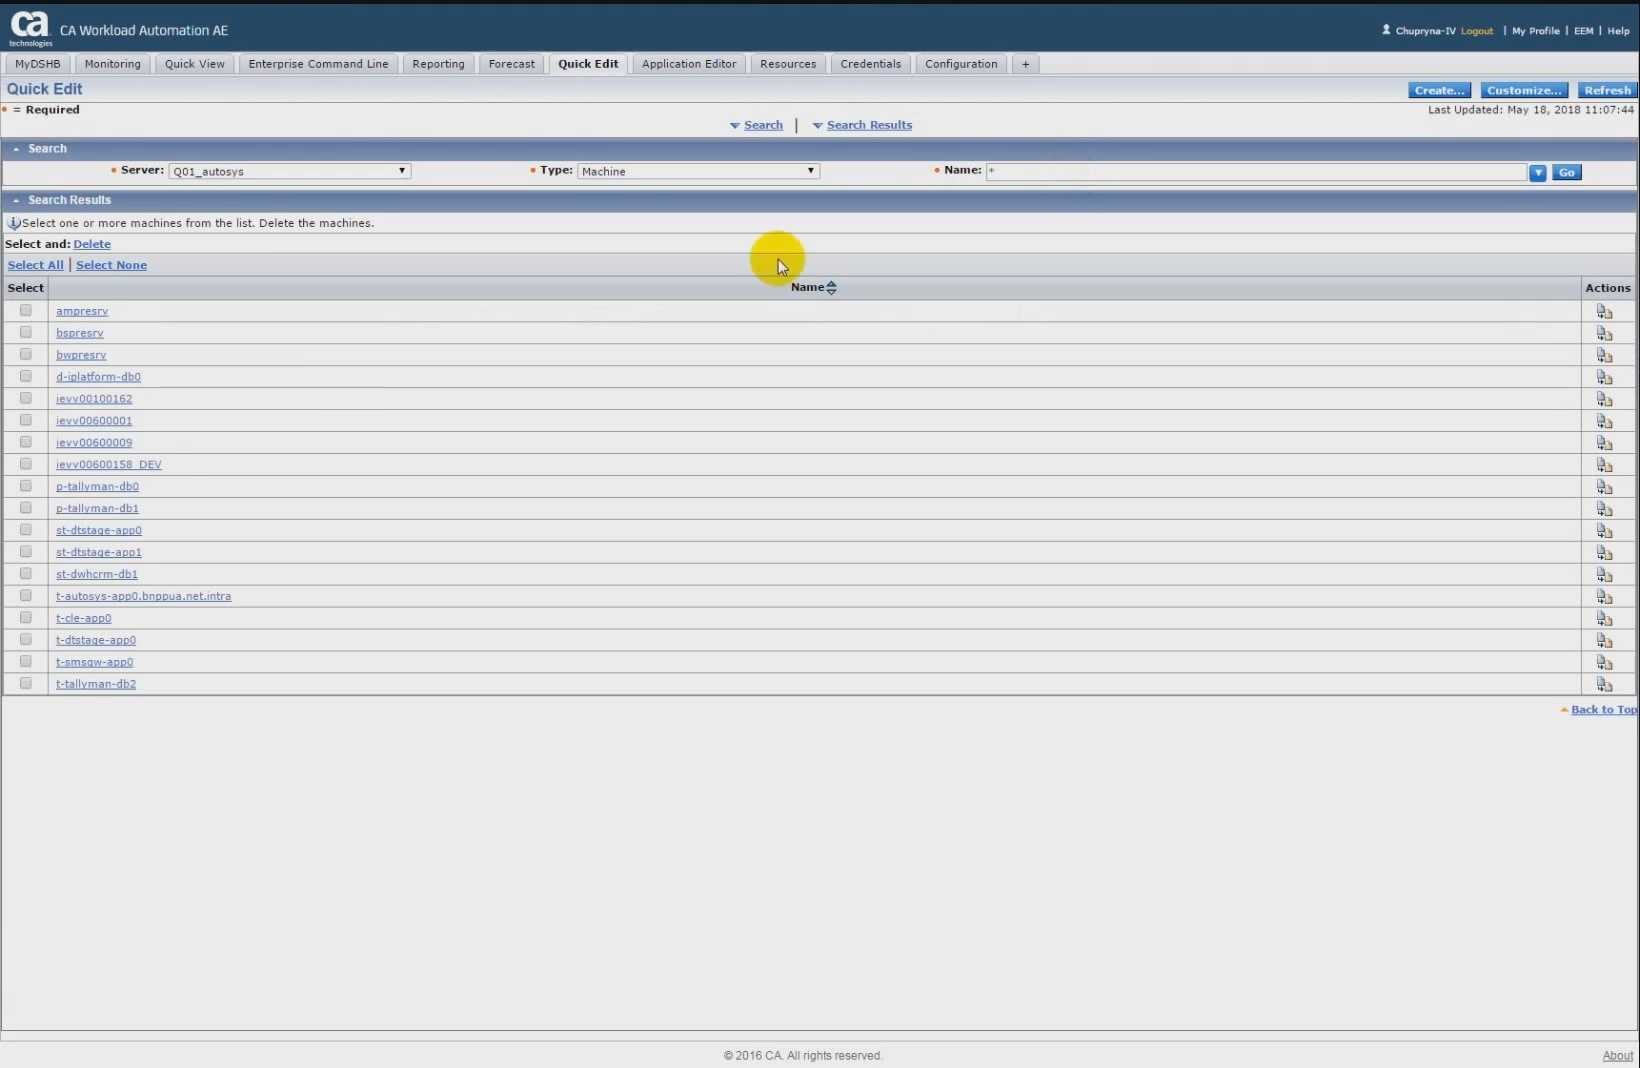 ca
technologies
CA Workload Automation AE
Chupryna-IV Logout | My Profile | EEM | Help
MyDSHB Monitoring Quick View Enterprise Command Line Reporting Forecast Quick Edit Application Editor Resources Credentials Configuration +
Quick Edit
Create... Customize... Refresh
• = Required
Last Updated: May 18, 2018 11:07:44
Search | Search Results
Search
• Server: Q01_autosys • Type: Machine • Name: * Go
Search Results
Select one or more machines from the list. Delete the machines.
Select and: Delete
Select All | Select None
Select Name Actions
ampresrv
bspresrv
bwpresrv
d-iplatform-db0
ievv00100162
ievv00600001
ievv00600009
ievv00600158_DEV
p-tallyman-db0
p-tallyman-db1
st-dtstage-app0
st-dtstage-app1
st-dwhcrm-db1
t-autosys-app0.bnppua.net.intra
t-cle-app0
t-dtstage-app0
t-smsgw-app0
t-tallyman-db2
Back to Top
© 2016 CA. All rights reserved.
About